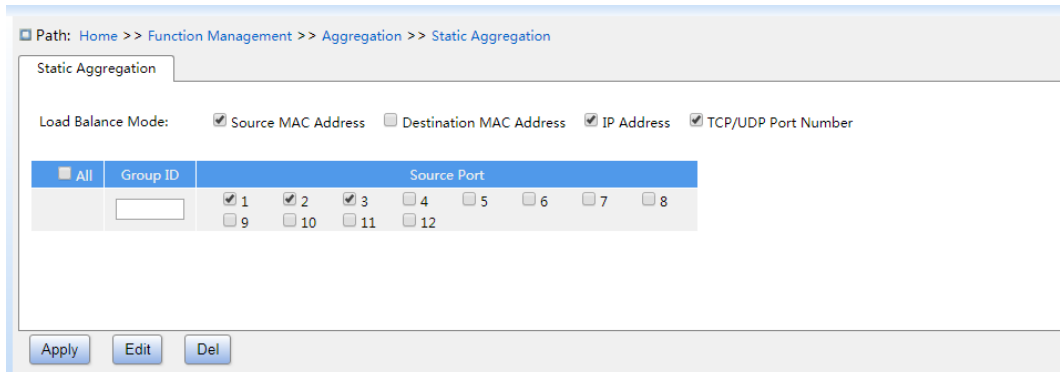 Path: Home >> Function Management >> Aggregation >> Static Aggregation
Static Aggregation
Load Balance Mode: Source MAC Address Destination MAC Address IP Address TCP/UDP Port Number
All Group ID Source Port
1 2 3 4 5 6 7 8
9 10 11 12
Apply Edit Del